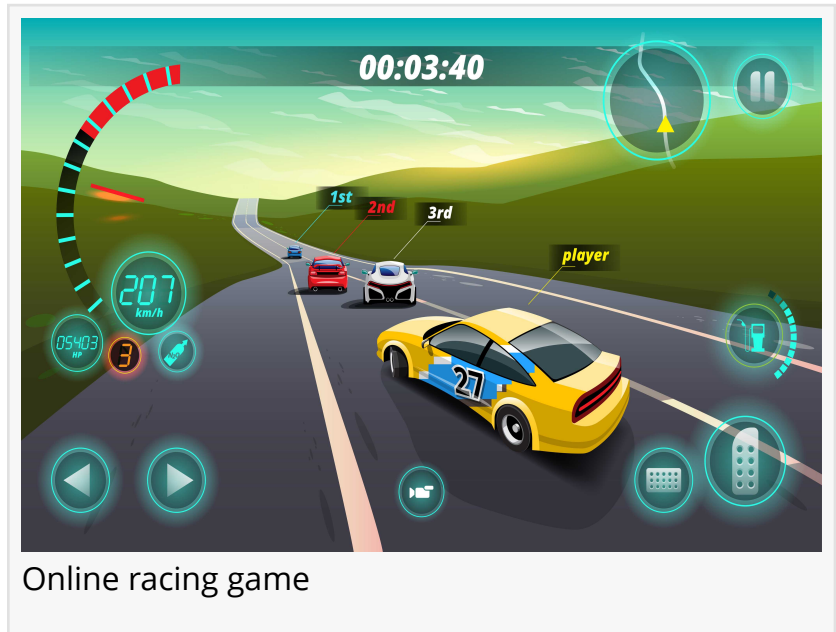 00:03:40
1st
2nd
3rd
player
207
km/h
05403
HP
3
27
Online racing game